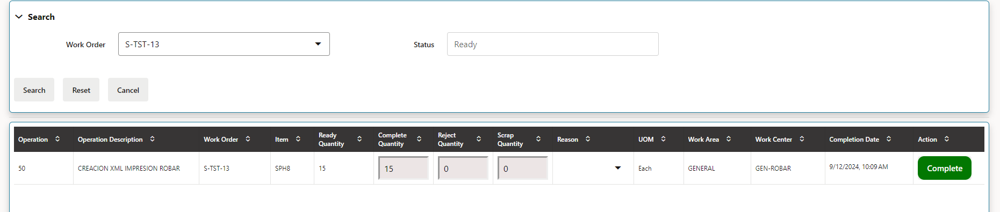 Search
Work Order S-TST-13 Status Ready
Search Reset Cancel
Operation Operation Description Work Order Item Ready Quantity Complete Quantity Reject Quantity Scrap Quantity Reason UOM Work Area Work Center Completion Date Action
50 CREACION XML IMPRESION ROBAR S-TST-13 SPH8 15 15 0 0 Each GENERAL GEN-ROBAR 9/12/2024, 10:09 AM Complete